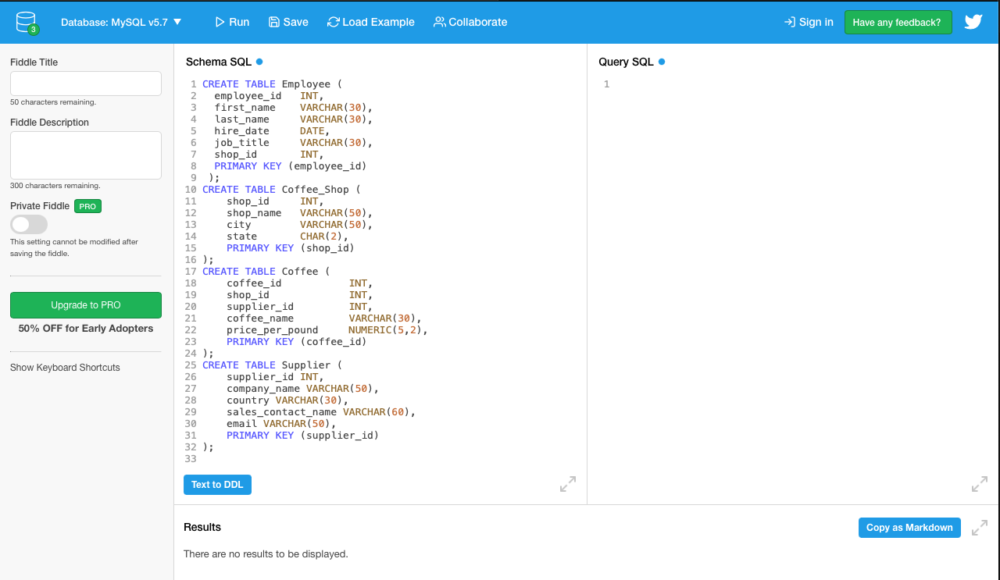 3
Database: MySQL v5.7 ▼
Run
Save
Load Example
Collaborate
Sign in
Have any feedback?
Fiddle Title
50 characters remaining.
Fiddle Description
300 characters remaining.
Private Fiddle PRO
This setting cannot be modified after
saving the fiddle.
Upgrade to PRO
50% OFF for Early Adopters
Show Keyboard Shortcuts
Schema SQL
1 CREATE TABLE Employee (
2   employee_id   INT,
3   first_name    VARCHAR(30),
4   last_name     VARCHAR(30),
5   hire_date     DATE,
6   job_title     VARCHAR(30),
7   shop_id       INT,
8   PRIMARY KEY (employee_id)
9  );
10 CREATE TABLE Coffee_Shop (
11     shop_id     INT,
12     shop_name   VARCHAR(50),
13     city        VARCHAR(50),
14     state       CHAR(2),
15     PRIMARY KEY (shop_id)
16 );
17 CREATE TABLE Coffee (
18     coffee_id           INT,
19     shop_id             INT,
20     supplier_id         INT,
21     coffee_name         VARCHAR(30),
22     price_per_pound     NUMERIC(5,2),
23     PRIMARY KEY (coffee_id)
24 );
25 CREATE TABLE Supplier (
26     supplier_id INT,
27     company_name VARCHAR(50),
28     country VARCHAR(30),
29     sales_contact_name VARCHAR(60),
30     email VARCHAR(50),
31     PRIMARY KEY (supplier_id)
32 );
33
Text to DDL
Query SQL
1
Results
Copy as Markdown
There are no results to be displayed.